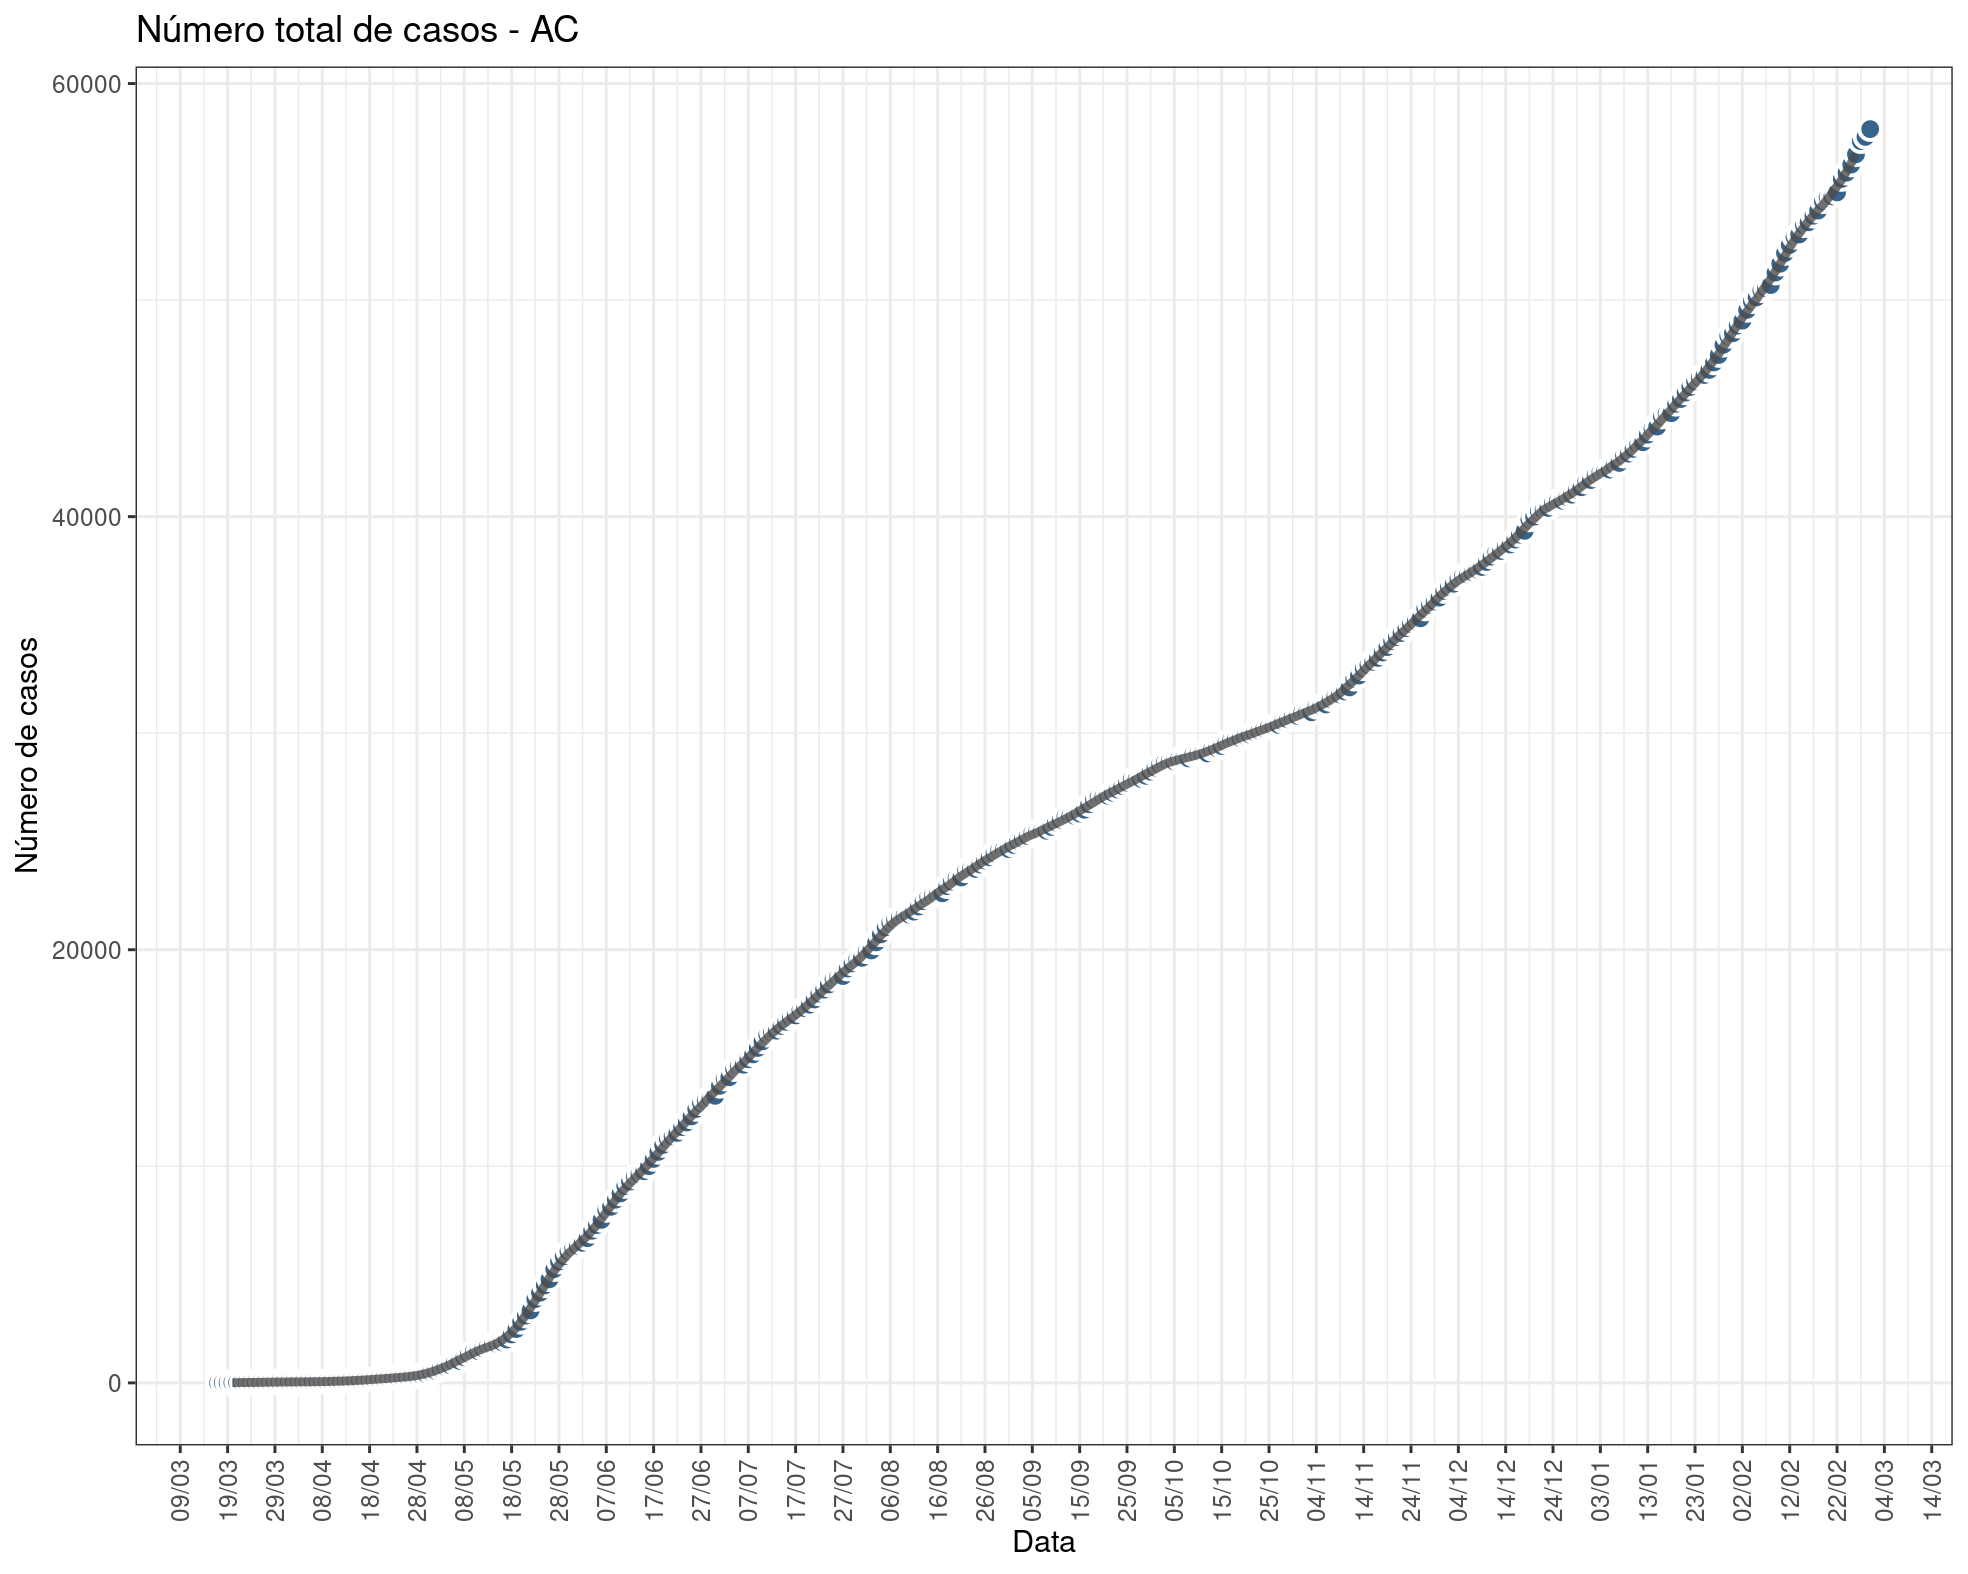 Número total de casos - AC
Número de casos
60000
40000
20000
0
09/03 19/03 29/03 08/04 18/04 28/04 08/05 18/05 28/05 07/06 17/06 27/06 07/07 17/07 27/07 06/08 16/08 26/08 05/09 15/09 25/09 05/10 15/10 25/10 04/11 14/11 24/11 04/12 14/12 24/12 03/01 13/01 23/01 02/02 12/02 22/02 04/03 14/03
Data